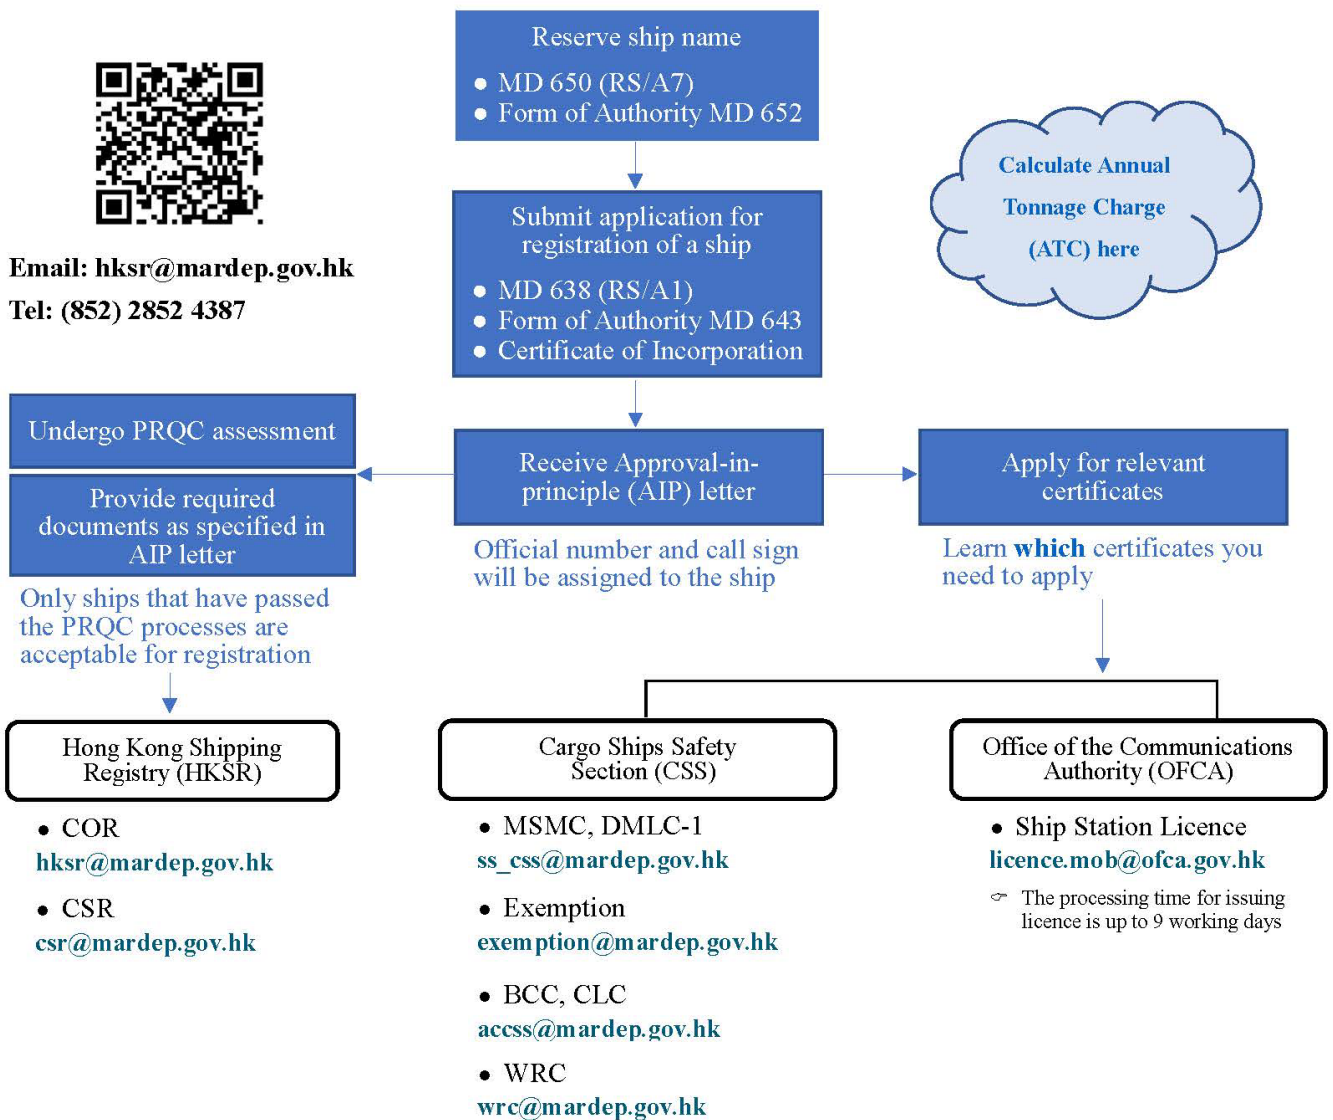 Reserve ship name
● MD 650 (RS/A7)
● Form of Authority MD 652
Email: hksr@mardep.gov.hk
Tel: (852) 2852 4387
Calculate Annual
Tonnage Charge
(ATC) here
Submit application for
registration of a ship
● MD 638 (RS/A1)
● Form of Authority MD 643
● Certificate of Incorporation
Undergo PRQC assessment
Provide required
documents as specified in
AIP letter
Only ships that have passed
the PRQC processes are
acceptable for registration
Receive Approval-in-
principle (AIP) letter
Official number and call sign
will be assigned to the ship
Apply for relevant
certificates
Learn which certificates you
need to apply
Hong Kong Shipping
Registry (HKSR)
● COR
hksr@mardep.gov.hk
● CSR
csr@mardep.gov.hk
Cargo Ships Safety
Section (CSS)
● MSMC, DMLC-1
ss_css@mardep.gov.hk
● Exemption
exemption@mardep.gov.hk
● BCC, CLC
accss@mardep.gov.hk
● WRC
wrc@mardep.gov.hk
Office of the Communications
Authority (OFCA)
● Ship Station Licence
licence.mob@ofca.gov.hk
☞ The processing time for issuing
licence is up to 9 working days